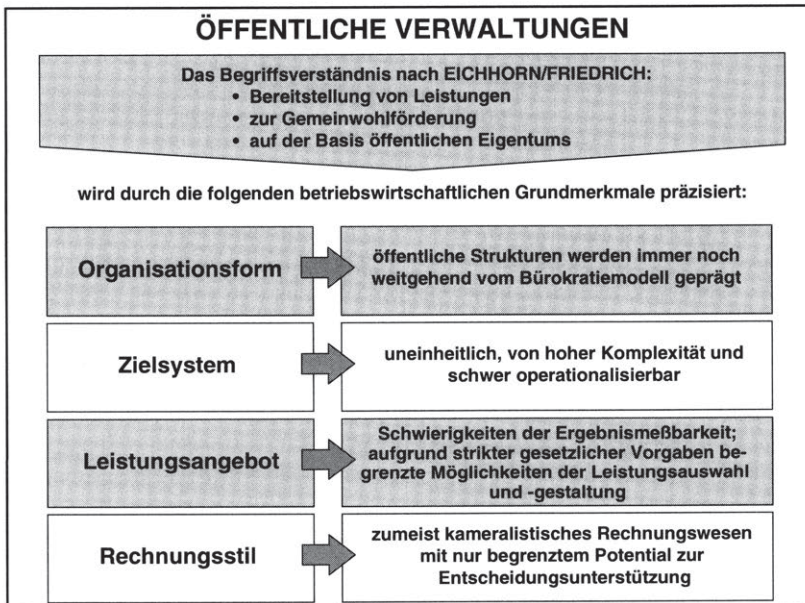 ÖFFENTLICHE VERWALTUNGEN
Das Begriffsverständnis nach EICHHORN/FRIEDRICH:
• Bereitstellung von Leistungen
• zur Gemeinwohlförderung
• auf der Basis öffentlichen Eigentums
wird durch die folgenden betriebswirtschaftlichen Grundmerkmale präzisiert:
Organisationsform
öffentliche Strukturen werden immer noch
weitgehend vom Bürokratiemodell geprägt
Zielsystem
uneinheitlich, von hoher Komplexität und
schwer operationalisierbar
Leistungsangebot
Schwierigkeiten der Ergebnismeßbarkeit;
aufgrund strikter gesetzlicher Vorgaben be-
grenzte Möglichkeiten der Leistungsauswahl
und -gestaltung
Rechnungsstil
zumeist kameralistisches Rechnungswesen
mit nur begrenztem Potential zur
Entscheidungsunterstützung